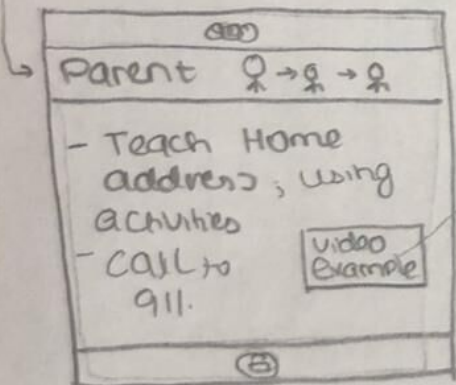 Parent
- Teach Home
address, using
activities
- Call to
911.
video
example